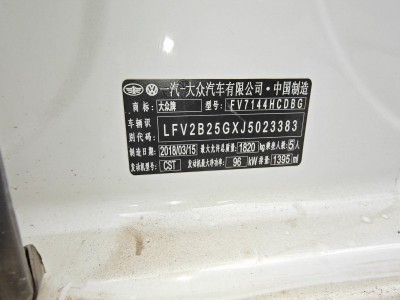 一汽-大众汽车有限公司·中国制造
商标 大众牌 型号 FV7144HCDBG
车辆识别代号 LFV2B25GXJ5023383
制造日期 2018/03/15 最大允许总质量 1820 kg 乘坐人数 5人
发动机型号 CST 发动机最大净功率 96 kW 排量 1395 ml